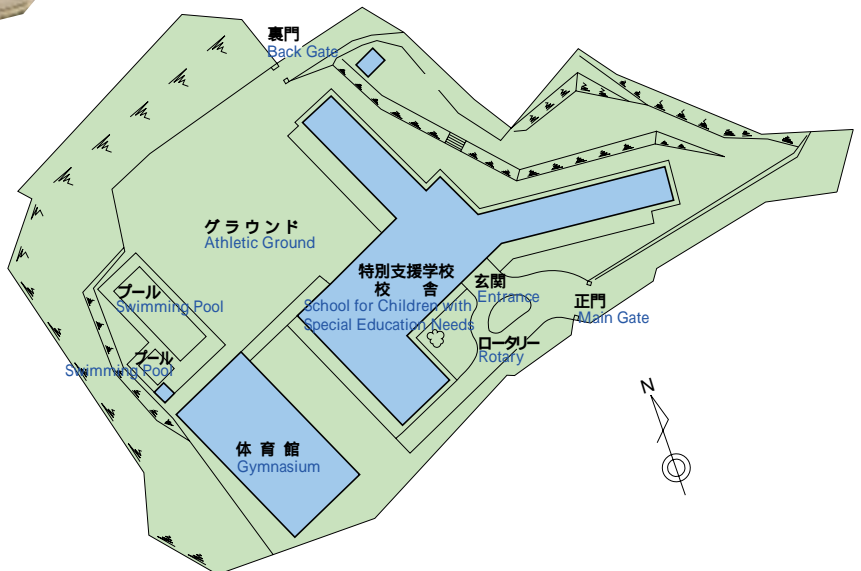 裏門
Back Gate
グラウンド
Athletic Ground
特別支援学校
校舎
School for Children with
Special Education Needs
玄関
Entrance
正門
Main Gate
ロータリー
Rotary
プール
Swimming Pool
プール
Swimming Pool
体育館
Gymnasium
N